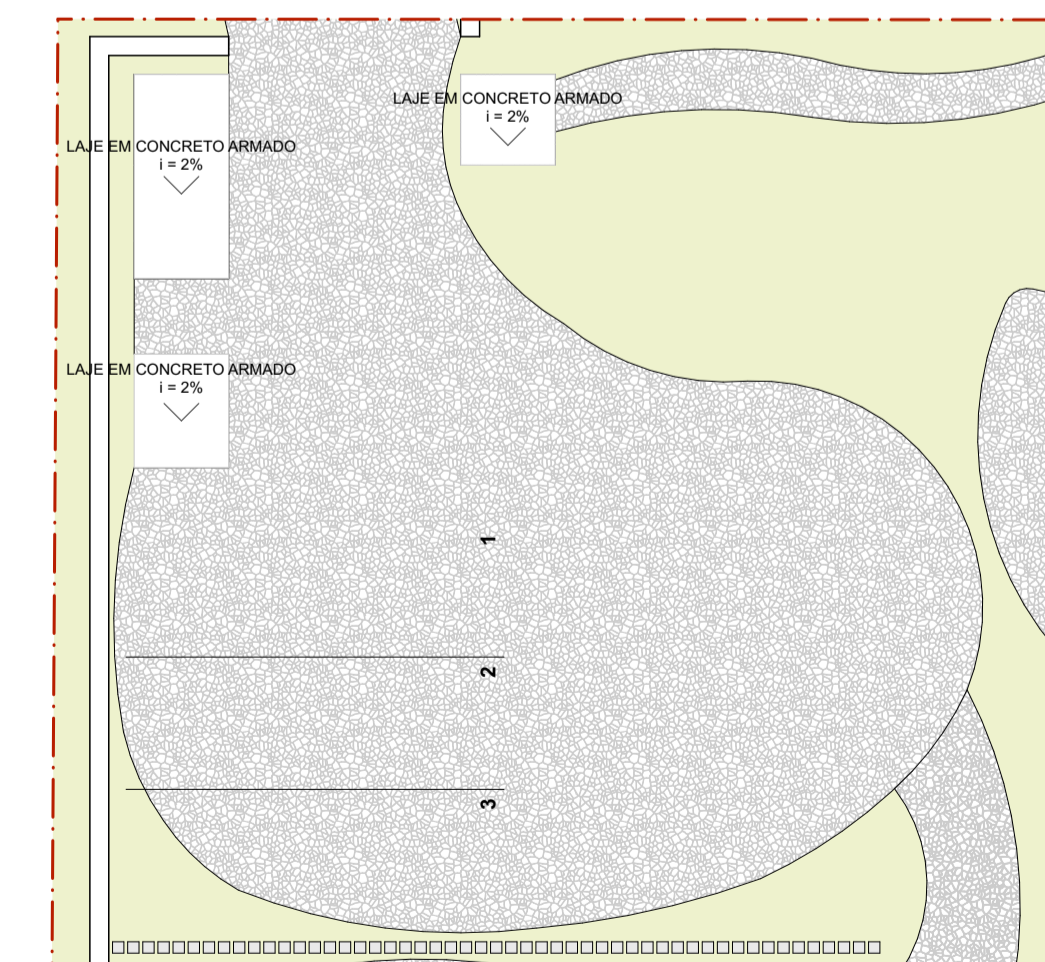 LAJE EM CONCRETO ARMADO
i = 2%
LAJE EM CONCRETO ARMADO
i = 2%
LAJE EM CONCRETO ARMADO
i = 2%
1
2
3